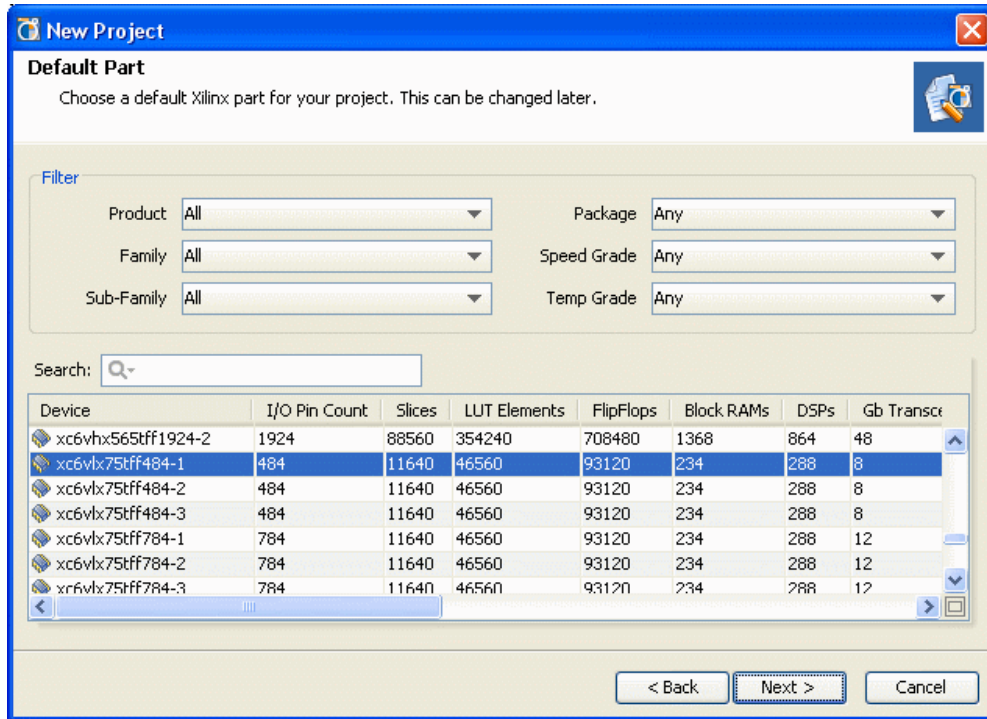 New Project
Default Part
Choose a default Xilinx part for your project. This can be changed later.
Filter
Product All Package Any
Family All Speed Grade Any
Sub-Family All Temp Grade Any
Search:
Device I/O Pin Count Slices LUT Elements FlipFlops Block RAMs DSPs Gb Transce
xc6vhx565tff1924-2 1924 88560 354240 708480 1368 864 48
xc6vlx75tff484-1 484 11640 46560 93120 234 288 8
xc6vlx75tff484-2 484 11640 46560 93120 234 288 8
xc6vlx75tff484-3 484 11640 46560 93120 234 288 8
xc6vlx75tff784-1 784 11640 46560 93120 234 288 12
xc6vlx75tff784-2 784 11640 46560 93120 234 288 12
xc6vlx75tff784-3 784 11640 46560 93120 234 288 12
< Back Next > Cancel